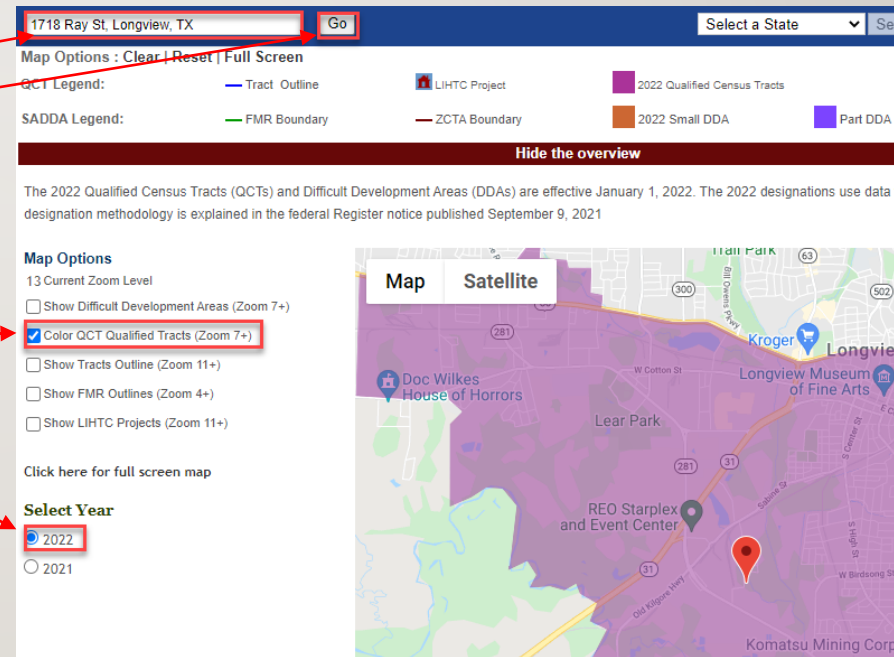 1718 Ray St, Longview, TX Go Select a State
Map Options : Clear | Reset | Full Screen
QCT Legend: Tract Outline LIHTC Project 2022 Qualified Census Tracts
SADDA Legend: FMR Boundary ZCTA Boundary 2022 Small DDA Part DDA
Hide the overview
The 2022 Qualified Census Tracts (QCTs) and Difficult Development Areas (DDAs) are effective January 1, 2022. The 2022 designations use data
designation methodology is explained in the federal Register notice published September 9, 2021
Map Options
13 Current Zoom Level
Show Difficult Development Areas (Zoom 7+)
Color QCT Qualified Tracts (Zoom 7+)
Show Tracts Outline (Zoom 11+)
Show FMR Outlines (Zoom 4+)
Show LIHTC Projects (Zoom 11+)
Click here for full screen map
Select Year
2022
2021
Map Satellite
63
300
Bill Owens Pkwy
502
281
Kroger
W Cotton St
Longview Museum
of Fine Arts
Doc Wilkes
House of Horrors
Lear Park
S Center St
281
31
Sabine St
REO Starplex
and Event Center
S High St
31
W Birdsong St
Old Kilgore Hwy
Komatsu Mining Corp